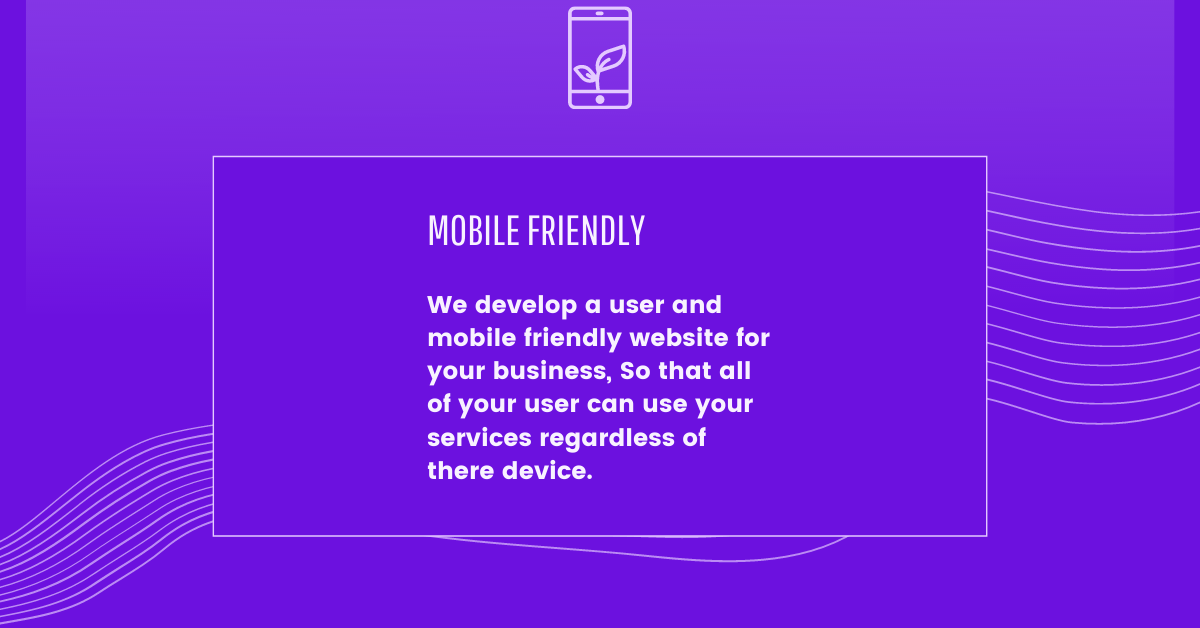 MOBILE FRIENDLY
We develop a user and
mobile friendly website for
your business, So that all
of your user can use your
services regardless of
there device.